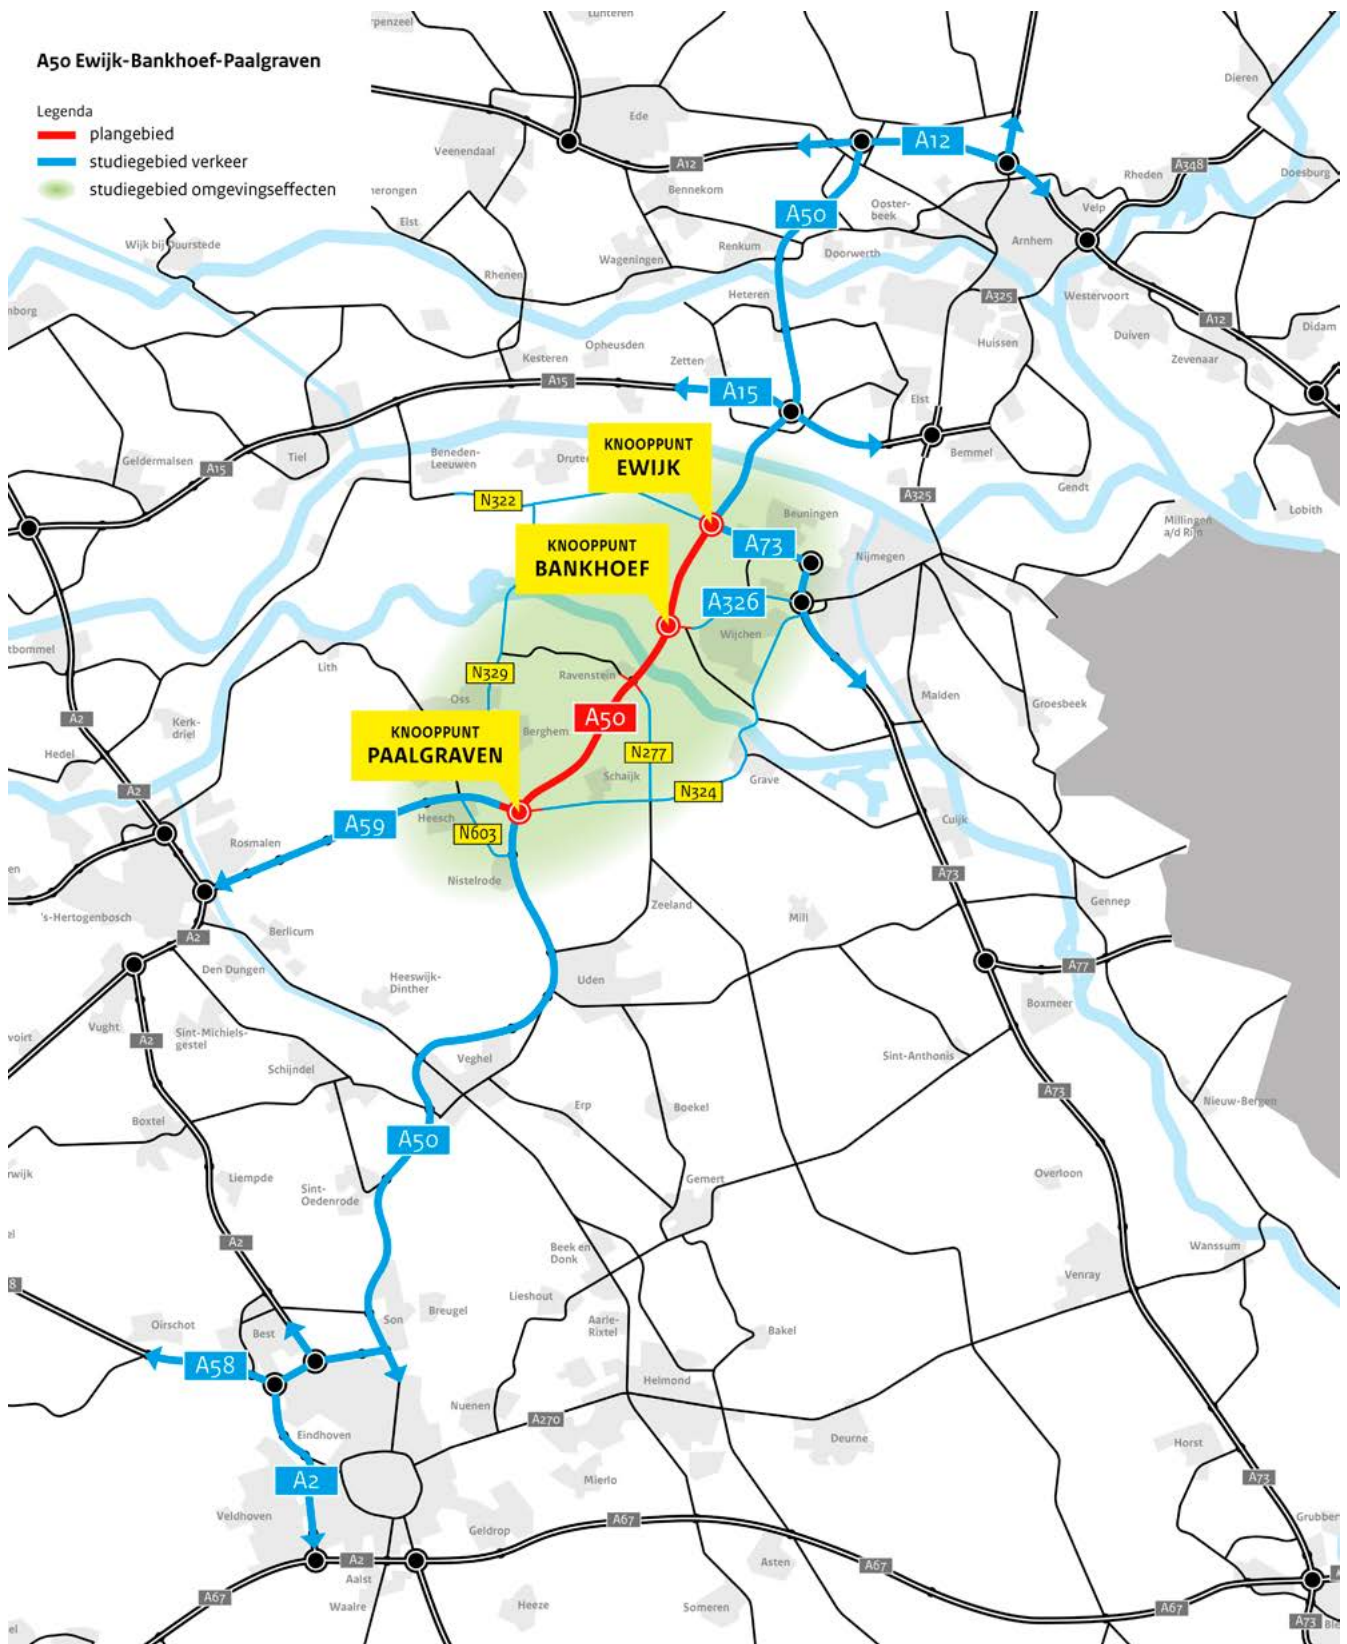 A50 Ewijk-Bankhoef-Paalgraven
Legenda
plangebied
studiegebied verkeer
studiegebied omgevingseffecten
Dieren
Ede
Veenendaal
A12
A12
Bennekom
Rheden
A348
Doesburg
Elst
A50
Ooster-
beek
Velp
Wijk bij Duurstede
Rhenen
Wageningen
Renkum
Doorwerth
Arnhem
Heteren
A325
Westervoort
A12
Didam
Duiven
Zevenaar
Huissen
Opheusden
Kesteren
Zetten
A15
A15
Elst
KNOOPPUNT
EWIJK
Bemmel
Geldermalsen
A15
Tiel
Beneden-
Leeuwen
Gendt
A325
Lobith
N322
Beuningen
Millingen
a/d Rijn
KNOOPPUNT
BANKHOEF
A73
Nijmegen
A326
Wijchen
Lith
N329
Ravenstein
Oss
Malden
Groesbeek
A2
Kerk-
driel
A50
Hedel
KNOOPPUNT
PAALGRAVEN
Berghem
N277
Schaijk
Grave
A2
N324
A59
Heesch
N603
Cuijk
Rosmalen
A73
Nistelrode
Zeeland
Mill
Gennep
's-Hertogenbosch
A2
Berlicum
Den Dungen
Heeswijk-
Dinther
Uden
A77
Boxmeer
Vught
A2
Sint-Michiels-
gestel
Veghel
Sint-Anthonis
Schijndel
A73
Erp
Boekel
Nieuw-Bergen
Boxtel
A50
Liempde
Sint-
Oedenrode
Gemert
Overloon
A2
Beek en
Donk
Wanssum
Venray
Lieshout
Breugel
Oirschot
Best
Son
Aarle-
Rixtel
Bakel
A58
Helmond
Nuenen
A270
Eindhoven
Deurne
Horst
A2
Mierlo
A73
Veldhoven
Geldrop
A67
A2
Aalst
Asten
A67
A67
Waalre
Heeze
Someren
A67
A73